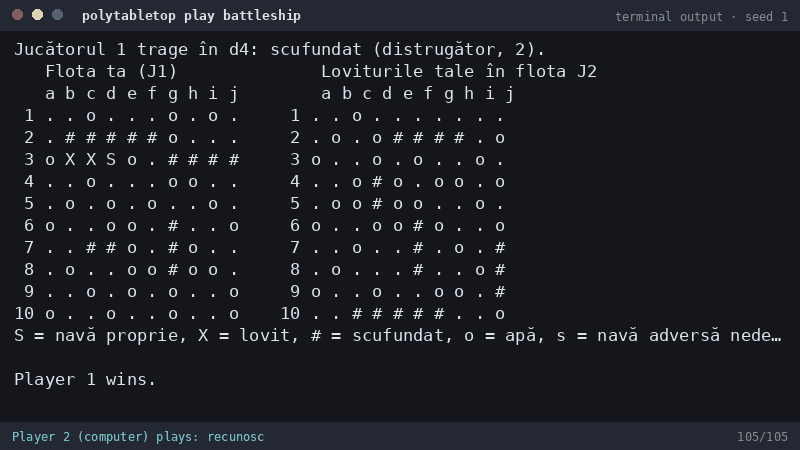 polytabletop play battleship
terminal output · seed 1
Jucătorul 1 trage în d4: scufundat (distrugător, 2).
Flota ta (J1) Loviturile tale în flota J2
a b c d e f g h i j a b c d e f g h i j
1 . . o . . . o . o . 1 . . o . . . . . . .
2 . # # # # # o . . . 2 . o . o # # # # . o
3 o X X S o . # # # # 3 o . . o . o . . o .
4 . . o . . . o o . . 4 . . o # o . o o . o
5 . o . o . o . . o . 5 . o o # o o . . o .
6 o . . o o . # . . o 6 o . . o o # o . . o
7 . . # # o . # o . . 7 . . o . . # . o . #
8 . o . . o o # o o . 8 . o . . . # . . o #
9 . . o . o . o . . o 9 o . . o . . o o . #
10 o . . o . . o . . o 10 . . # # # # # . . o
S = navă proprie, X = lovit, # = scufundat, o = apă, s = navă adversă nede…
Player 1 wins.
Player 2 (computer) plays: recunosc
105/105